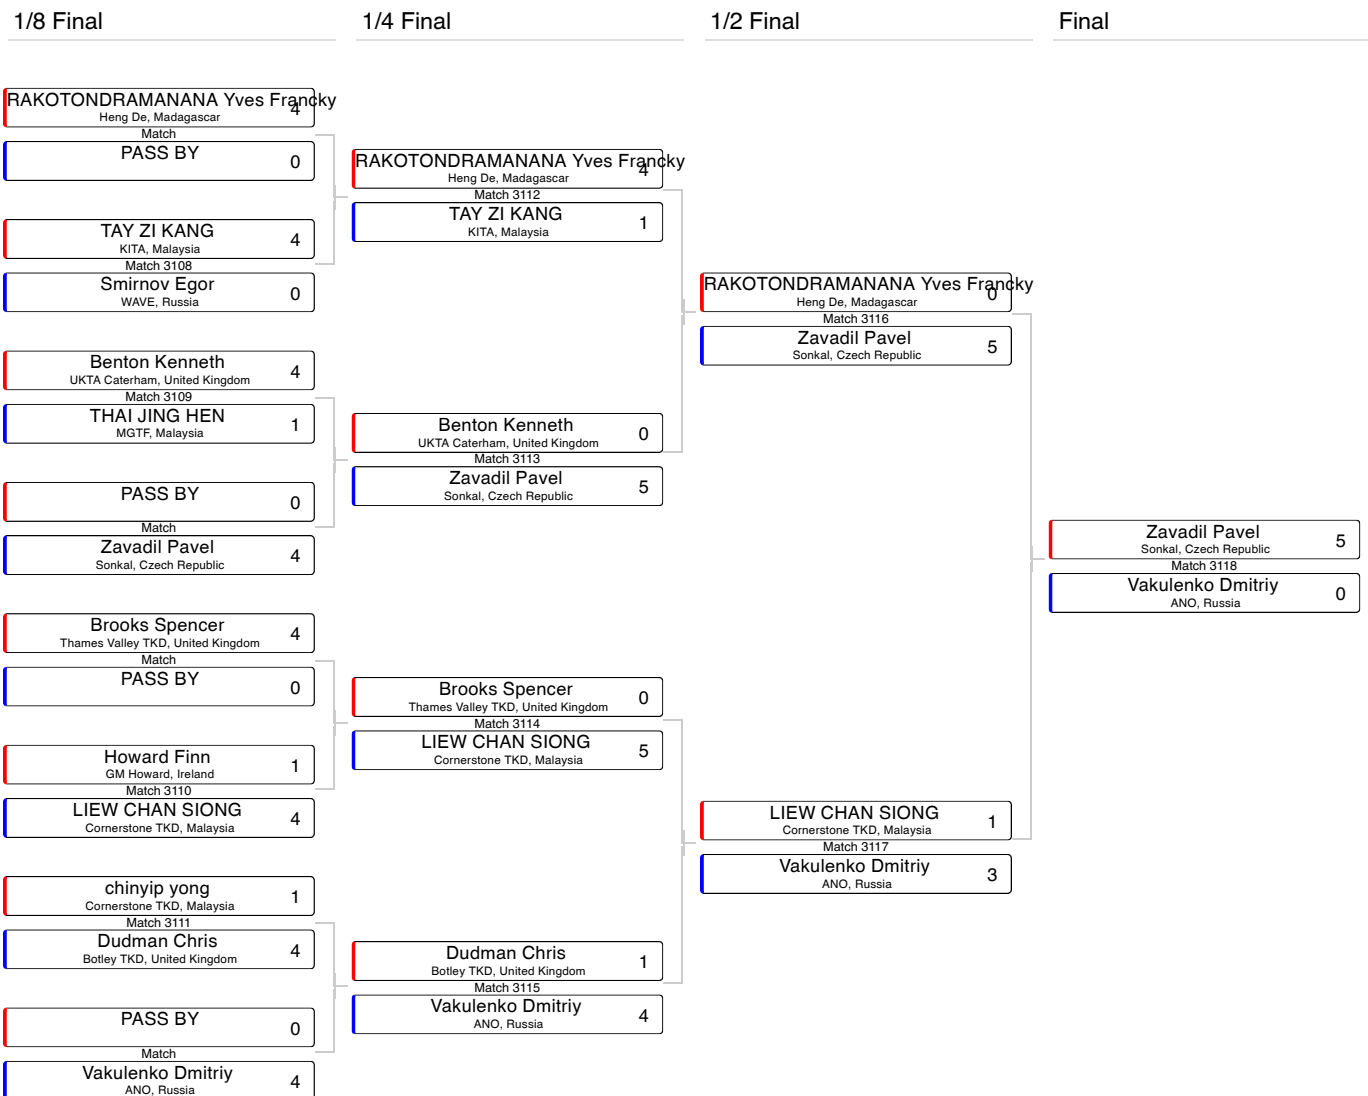 1/8 Final
1/4 Final
1/2 Final
Final
RAKOTONDRAMANANA Yves Francky
4
Heng De, Madagascar
Match
PASS BY
0
TAY ZI KANG
4
KITA, Malaysia
Match 3108
Smirnov Egor
0
WAVE, Russia
Benton Kenneth
4
UKTA Caterham, United Kingdom
Match 3109
THAI JING HEN
1
MGTF, Malaysia
PASS BY
0
Match
Zavadil Pavel
4
Sonkal, Czech Republic
Brooks Spencer
4
Thames Valley TKD, United Kingdom
Match
PASS BY
0
Howard Finn
1
GM Howard, Ireland
Match 3110
LIEW CHAN SIONG
4
Cornerstone TKD, Malaysia
chinyip yong
1
Cornerstone TKD, Malaysia
Match 3111
Dudman Chris
4
Botley TKD, United Kingdom
PASS BY
0
Match
Vakulenko Dmitriy
4
ANO, Russia
RAKOTONDRAMANANA Yves Francky
4
Heng De, Madagascar
Match 3112
TAY ZI KANG
1
KITA, Malaysia
Benton Kenneth
0
UKTA Caterham, United Kingdom
Match 3113
Zavadil Pavel
5
Sonkal, Czech Republic
Brooks Spencer
0
Thames Valley TKD, United Kingdom
Match 3114
LIEW CHAN SIONG
5
Cornerstone TKD, Malaysia
Dudman Chris
1
Botley TKD, United Kingdom
Match 3115
Vakulenko Dmitriy
4
ANO, Russia
RAKOTONDRAMANANA Yves Francky
0
Heng De, Madagascar
Match 3116
Zavadil Pavel
5
Sonkal, Czech Republic
LIEW CHAN SIONG
1
Cornerstone TKD, Malaysia
Match 3117
Vakulenko Dmitriy
3
ANO, Russia
Zavadil Pavel
5
Sonkal, Czech Republic
Match 3118
Vakulenko Dmitriy
0
ANO, Russia